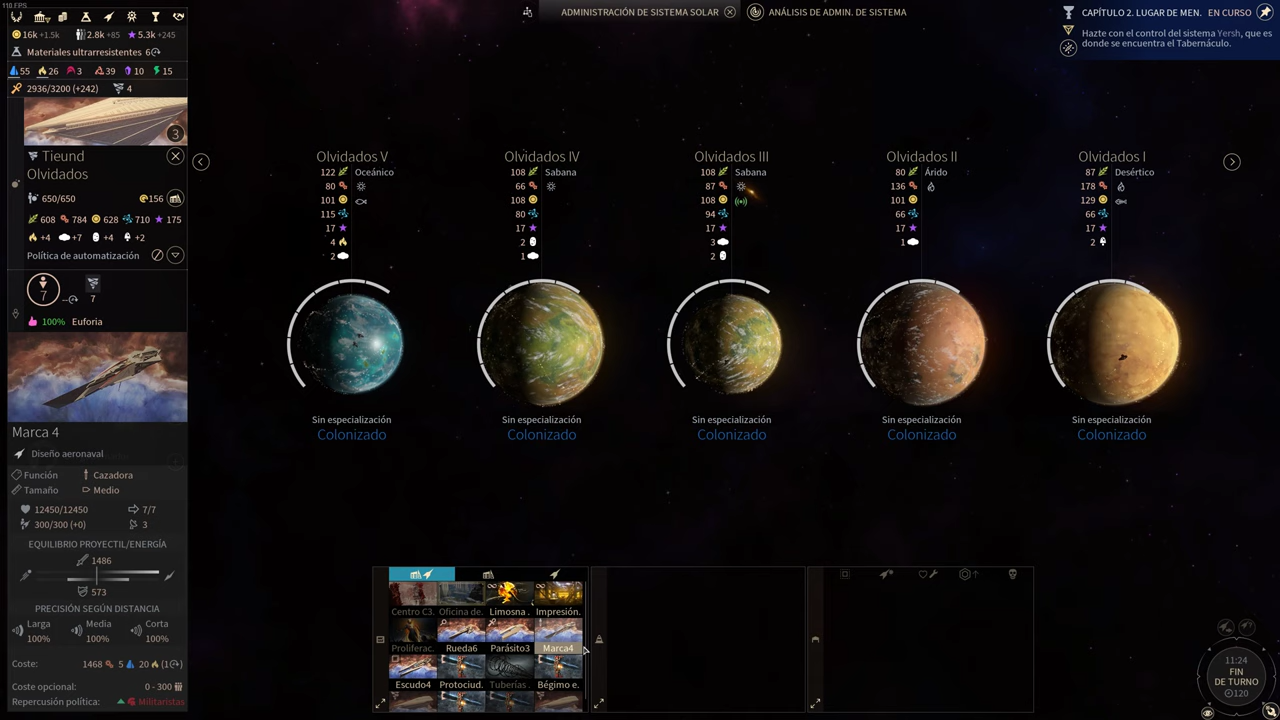 110 FPS
16k +1.5k 2.8k +85 5.3k +245
Materiales ultrarresistentes 6
55 26 3 39 10 15
2936/3200 (+242) 4
3
Tieund
Olvidados
650/650 156
608 784 628 710 175
+4 +7 +4 +2
Política de automatización
7 -- 7
100% Euforia
Marca 4
Diseño aeronaval
Función Cazadora
Tamaño Medio
12450/12450 7/7
300/300 (+0) 3
EQUILIBRIO PROYECTIL/ENERGÍA
1486
573
PRECISIÓN SEGÚN DISTANCIA
Larga Media Corta
100% 100% 100%
Coste: 1468 5 20 (1)
Coste opcional: 0 - 300
Repercusión política: Militaristas
ADMINISTRACIÓN DE SISTEMA SOLAR ANÁLISIS DE ADMIN. DE SISTEMA
CAPÍTULO 2. LUGAR DE MEN. EN CURSO
Hazte con el control del sistema Yersh, que es
donde se encuentra el Tabernáculo.
Olvidados V
122 Oceánico
80
101
115
17
4
2
Sin especialización
Colonizado
Olvidados IV
108 Sabana
66
108
80
17
2
1
Sin especialización
Colonizado
Olvidados III
108 Sabana
87
108
94
17
3
2
Sin especialización
Colonizado
Olvidados II
80 Árido
136
101
66
17
1
Sin especialización
Colonizado
Olvidados I
87 Desértico
178
129
66
17
2
Sin especialización
Colonizado
Centro C3. Oficina de. Limosna . Impresión.
Proliferac. Rueda6 Parásito3 Marca4
Escudo4 Protociud. Tuberías . Bégimo e.
11:24
FIN
DE TURNO
120